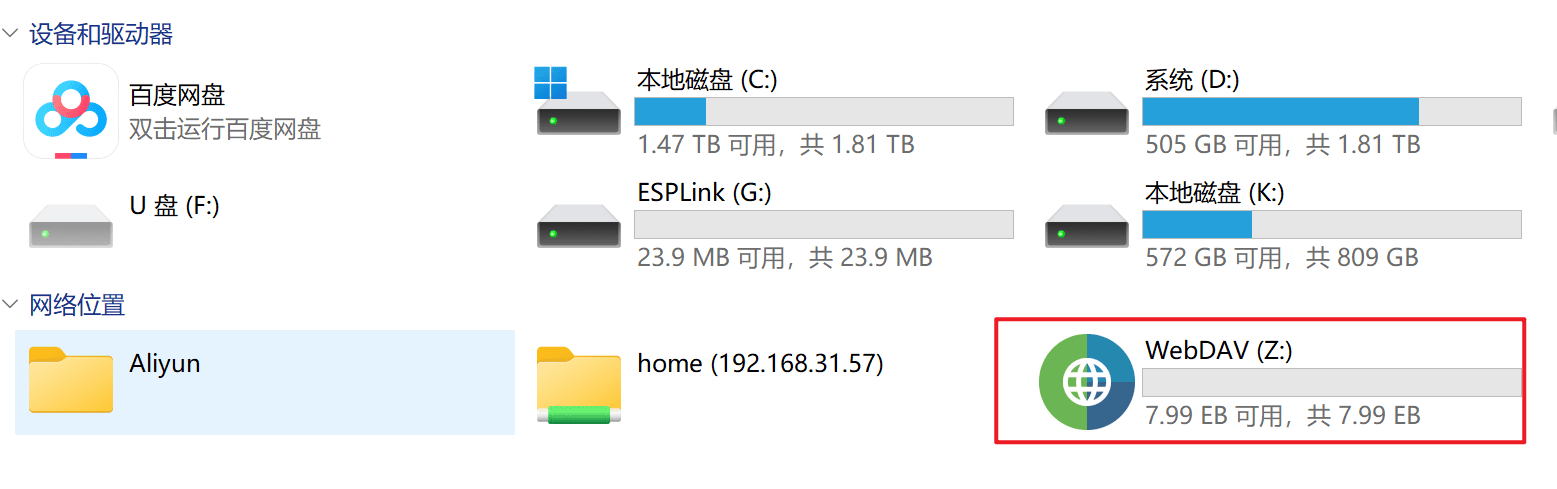 设备和驱动器
百度网盘
双击运行百度网盘
本地磁盘 (C:)
1.47 TB 可用，共 1.81 TB
系统 (D:)
505 GB 可用，共 1.81 TB
U 盘 (F:)
ESPLink (G:)
23.9 MB 可用，共 23.9 MB
本地磁盘 (K:)
572 GB 可用，共 809 GB
网络位置
Aliyun
home (192.168.31.57)
WebDAV (Z:)
7.99 EB 可用，共 7.99 EB